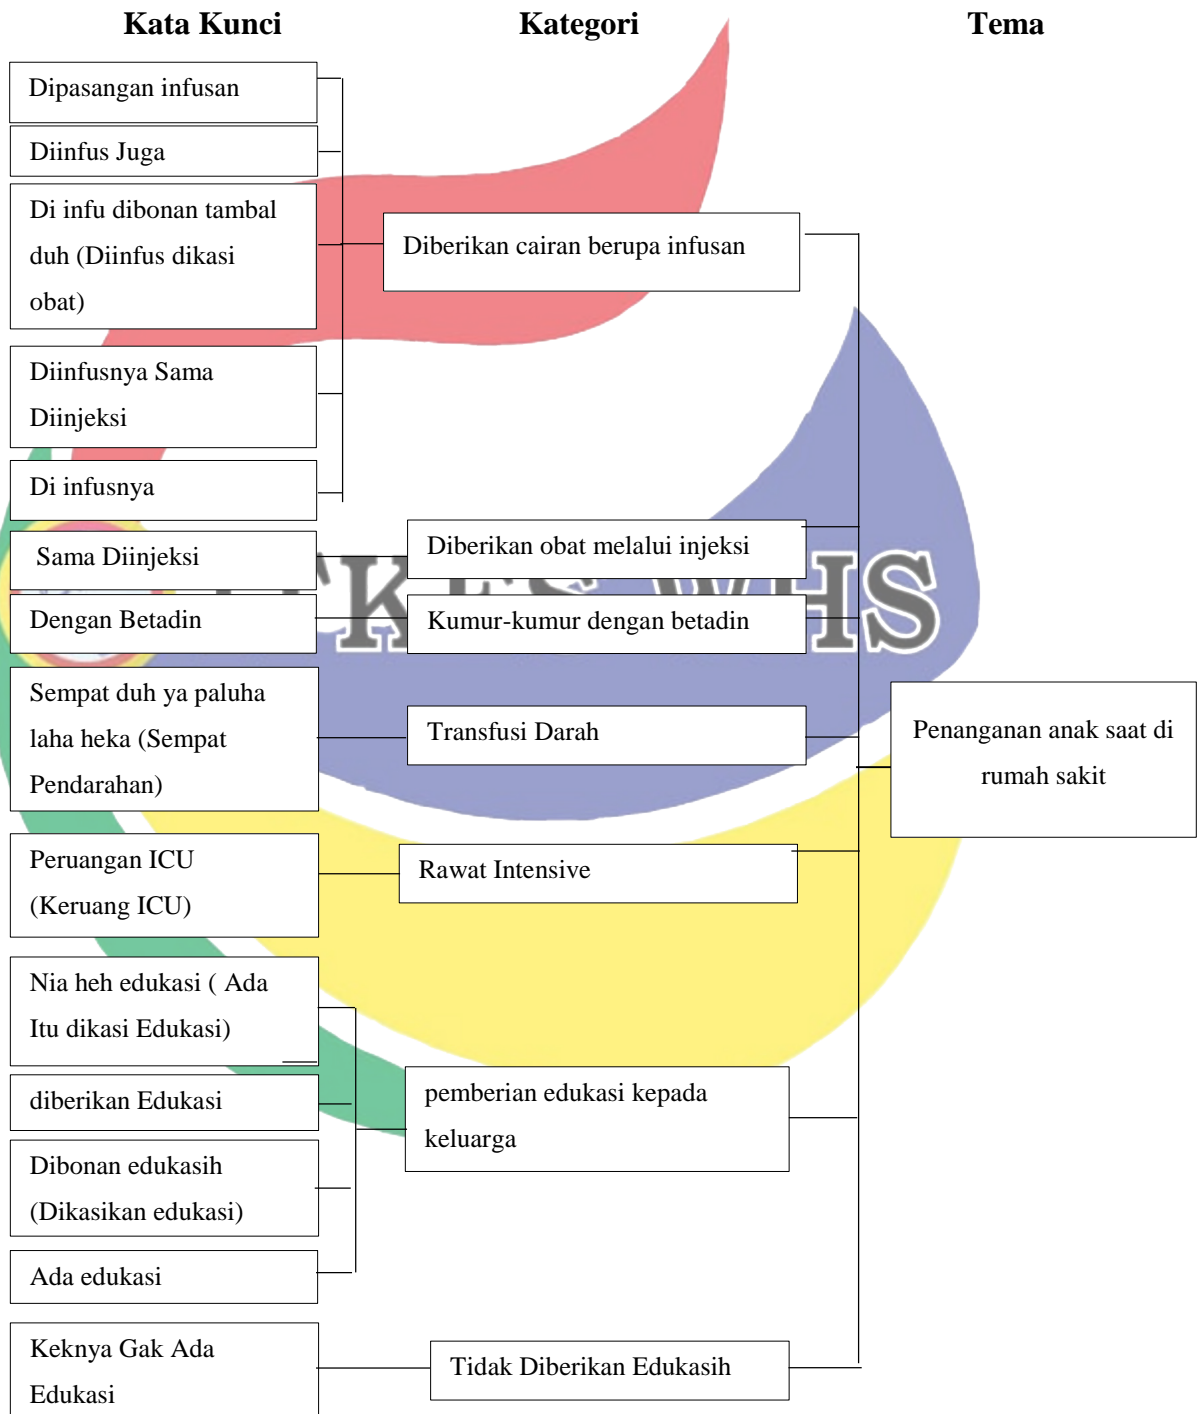 Kata Kunci Kategori Tema
Dipasangan infusan
Diinfus Juga
Di infu dibonan tambal
duh (Diinfus dikasi
obat)
Diberikan cairan berupa infusan
Diinfusnya Sama
Diinjeksi
Di infusnya
Sama Diinjeksi
Diberikan obat melalui injeksi
Dengan Betadin
Kumur-kumur dengan betadin
WHS
Sempat duh ya paluha
laha heka (Sempat
Pendarahan)
Transfusi Darah
Penanganan anak saat di
rumah sakit
Peruangan ICU
(Keruang ICU)
Rawat Intensive
Nia heh edukasi ( Ada
Itu dikasi Edukasi)
diberikan Edukasi
pemberian edukasi kepada
keluarga
Dibonan edukasih
(Dikasikan edukasi)
Ada edukasi
Keknya Gak Ada
Edukasi
Tidak Diberikan Edukasih